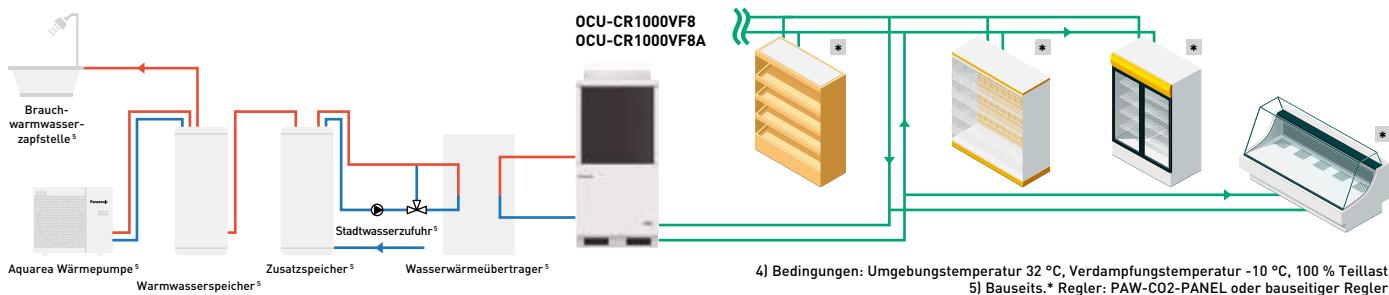 OCU-CR1000VF8
OCU-CR1000VF8A
*
*
*
*
Brauch-
warmwasser-
zapfstelle 5
Panasonic
Stadtwasserzufuhr 5
Aquarea Wärmepumpe 5
Zusatzspeicher 5
Wasserwärmeübertrager 5
Warmwasserspeicher 5
4) Bedingungen: Umgebungstemperatur 32 °C, Verdampfungstemperatur -10 °C, 100 % Teillast
5) Bauseits.* Regler: PAW-CO2-PANEL oder bauseitiger Regler